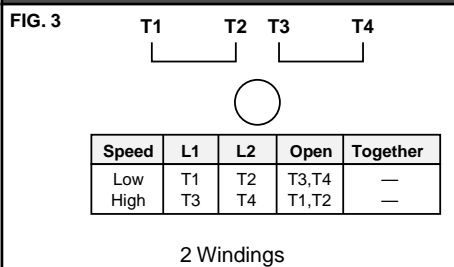 FIG. 3
T1 T2 T3 T4
Speed L1 L2 Open Together
Low T1 T2 T3,T4 —
High T3 T4 T1,T2 —
2 Windings